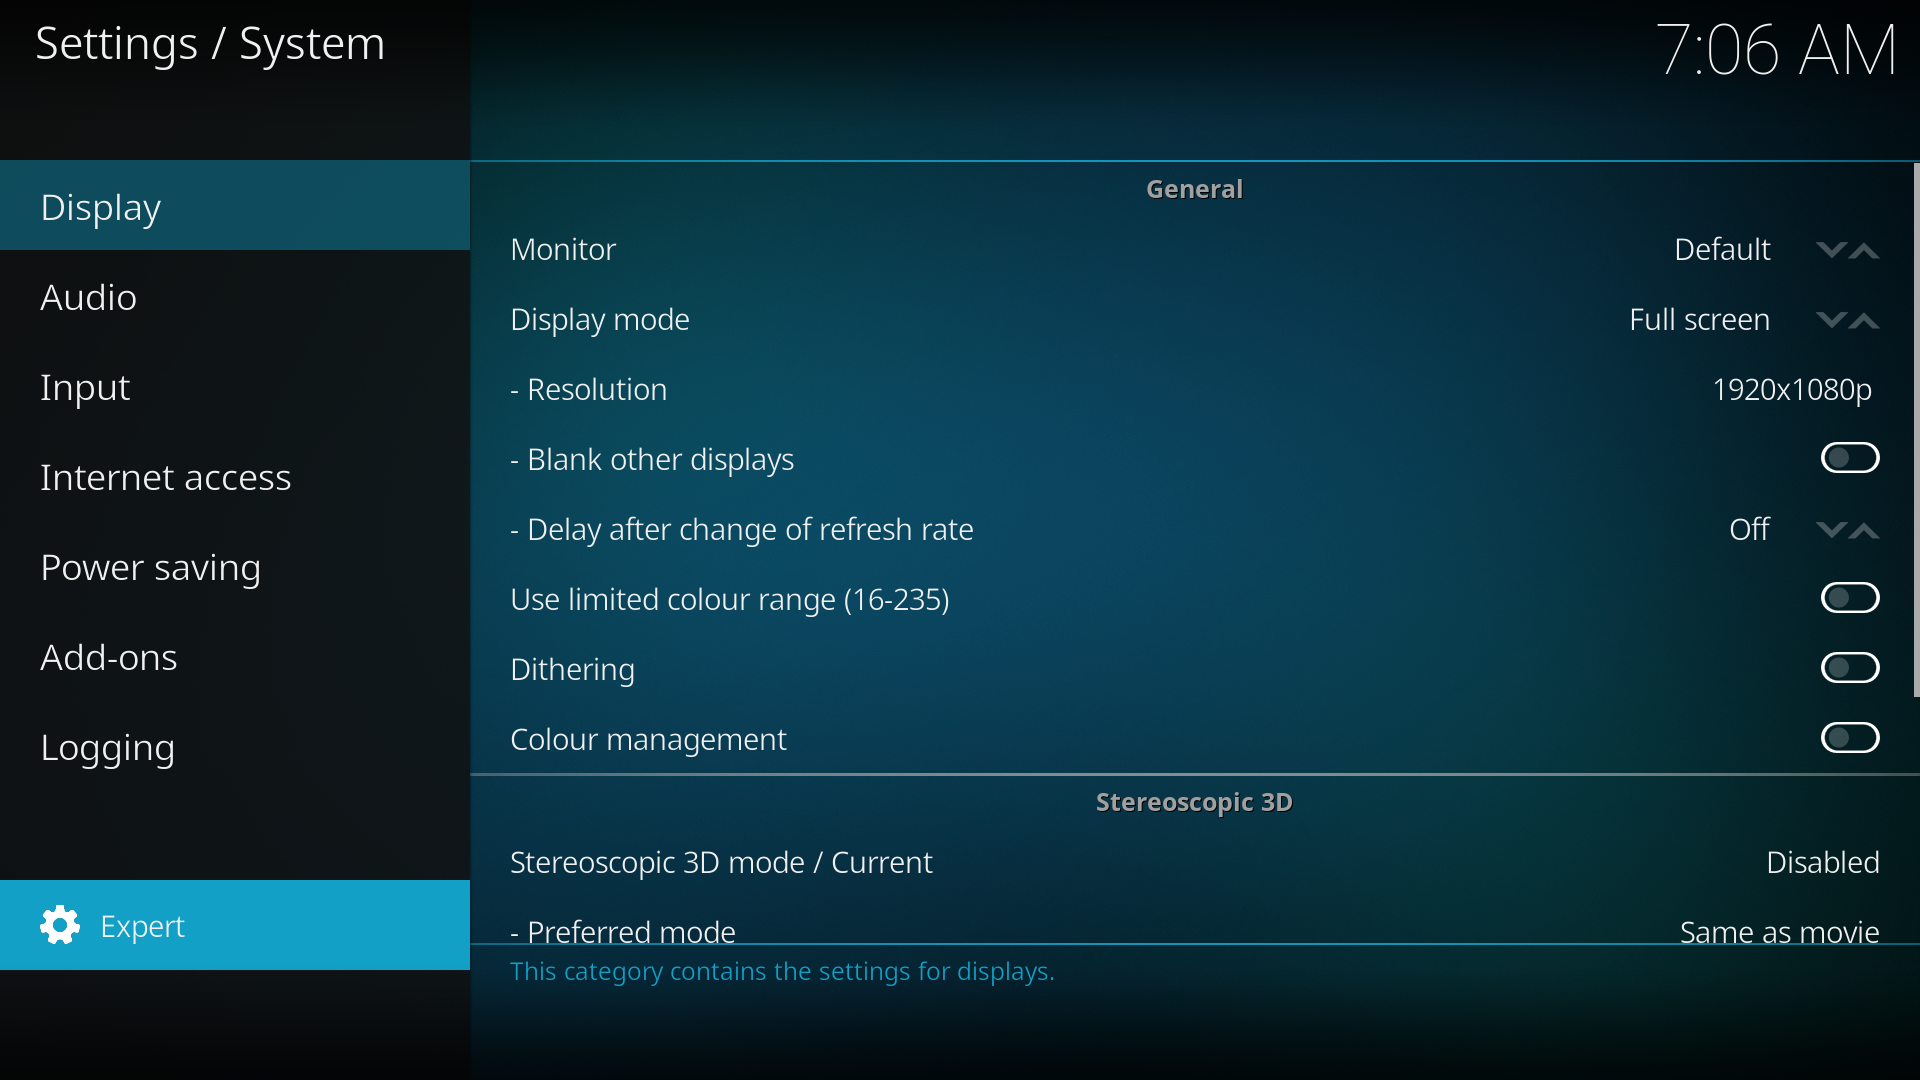 Settings / System
7:06 AM
Display
Audio
Input
Internet access
Power saving
Add-ons
Logging
Expert
General
Monitor Default
Display mode Full screen
- Resolution 1920x1080p
- Blank other displays
- Delay after change of refresh rate Off
Use limited colour range (16-235)
Dithering
Colour management
Stereoscopic 3D
Stereoscopic 3D mode / Current Disabled
- Preferred mode Same as movie
This category contains the settings for displays.